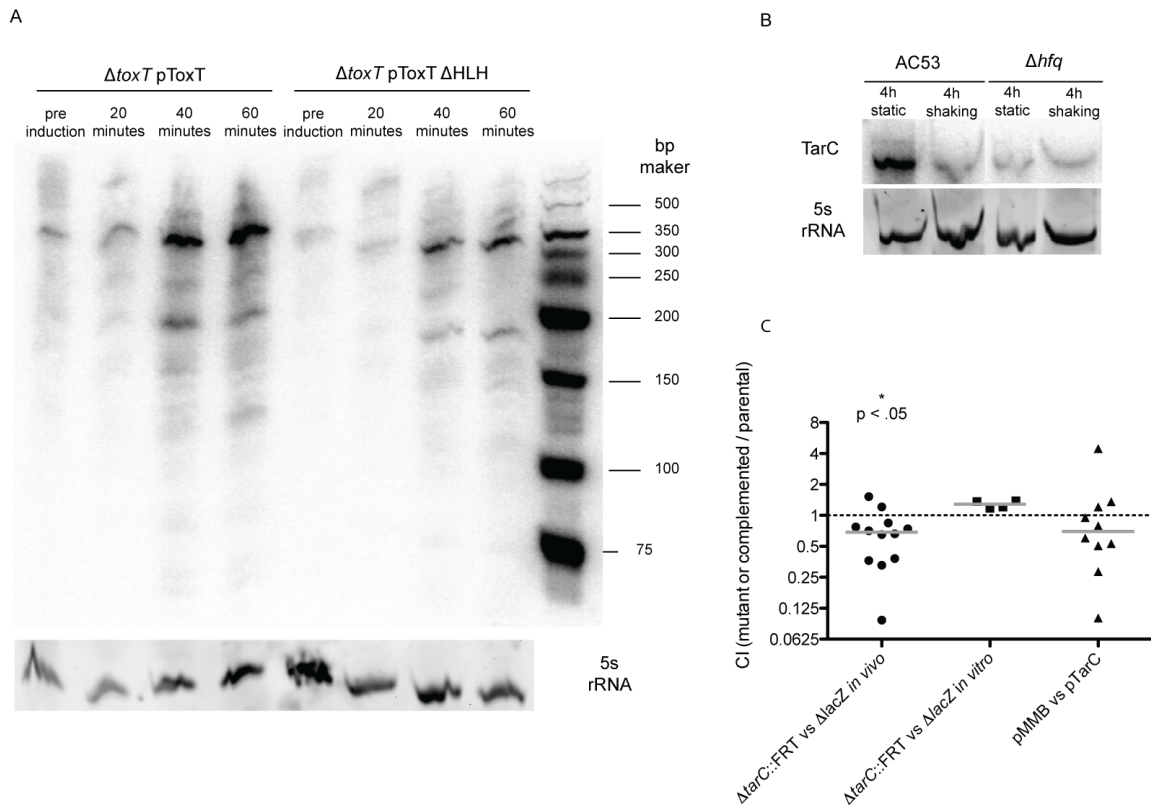 A
ΔtoxT pToxT
ΔtoxT pToxT ΔHLH
pre induction
20 minutes
40 minutes
60 minutes
pre induction
20 minutes
40 minutes
60 minutes
bp maker
500
350
300
250
200
150
100
75
5s rRNA
B
AC53
Δhfq
4h static
4h shaking
4h static
4h shaking
TarC
5s rRNA
C
CI (mutant or complemented / parental)
*
p < .05
8
4
2
1
0.5
0.25
0.125
0.0625
ΔtarC::FRT vs ΔlacZ in vivo
ΔtarC::FRT vs ΔlacZ in vitro
pMMB vs pTarC